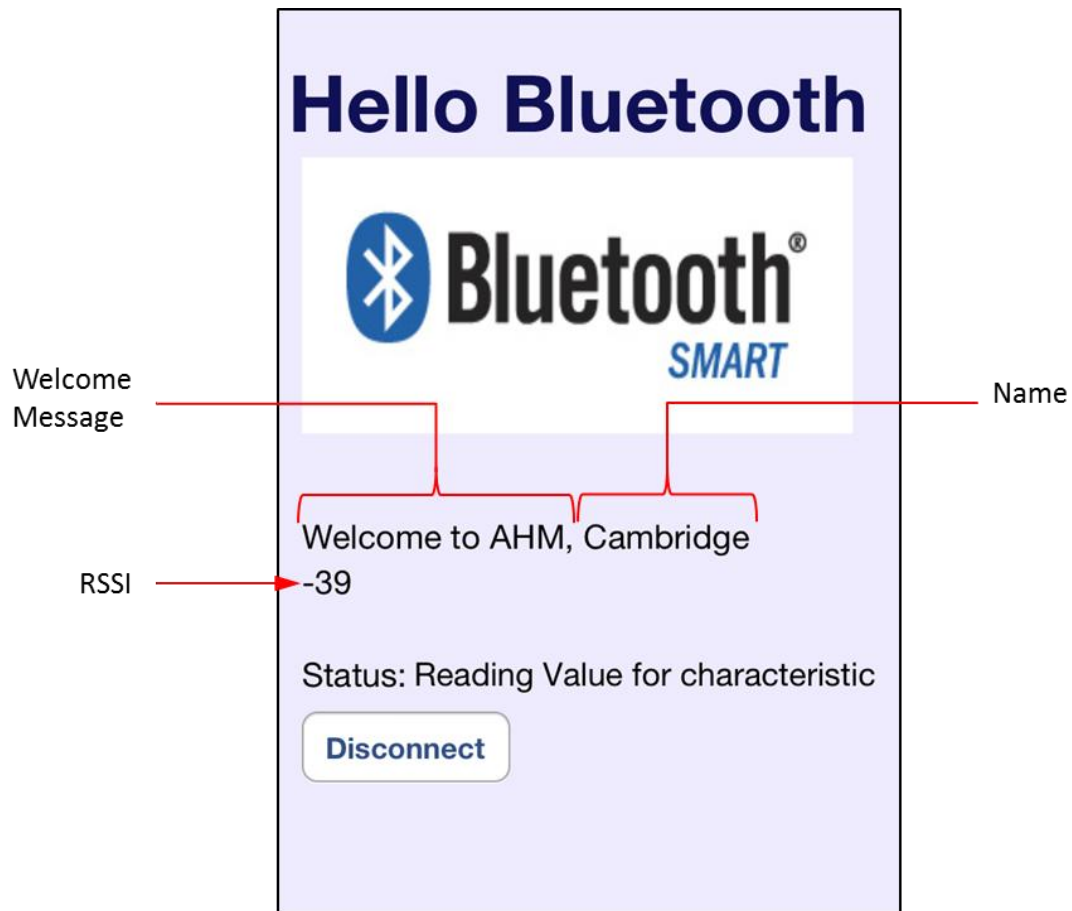 Hello Bluetooth
Bluetooth®
SMART
Welcome
Message
Name
Welcome to AHM, Cambridge
RSSI
-39
Status: Reading Value for characteristic
Disconnect